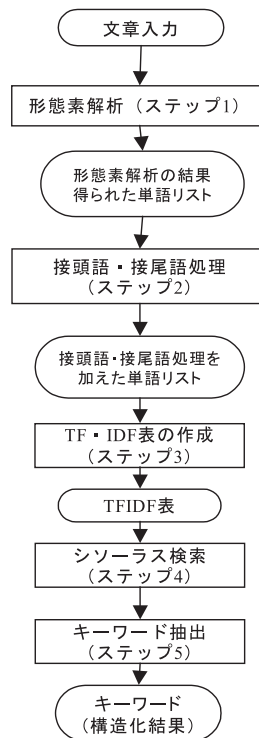 文章入力
形態素解析（ステップ1）
形態素解析の結果
得られた単語リスト
接頭語・接尾語処理
（ステップ2）
接頭語・接尾語処理を
加えた単語リスト
TF・IDF表の作成
（ステップ3）
TFIDF表
シソーラス検索
（ステップ4）
キーワード抽出
（ステップ5）
キーワード
（構造化結果）